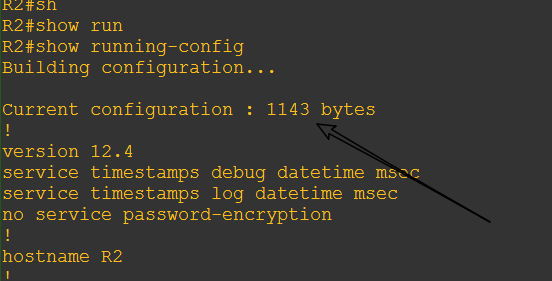 R2#sh
R2#show run
R2#show running-config
Building configuration...
Current configuration : 1143 bytes
!
version 12.4
service timestamps debug datetime msec
service timestamps log datetime msec
no service password-encryption
!
hostname R2
!